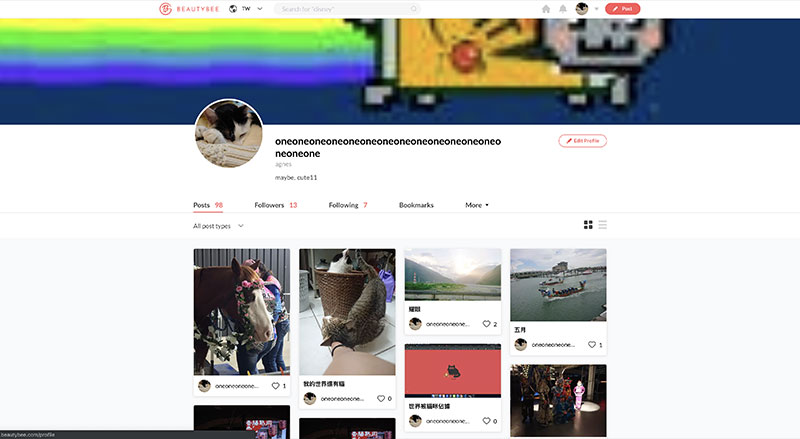 BEAUTYBEE
TW
Search for "disney"
Post
oneoneoneoneoneoneoneoneoneoneoneoneo
neoneone
agnes
maybe. cute11
Edit Profile
Posts 98
Followers 13
Following 7
Bookmarks
More
All post types
oneoneoneone...
1
我的世界還有貓
oneoneoneone...
0
耀眼
oneoneoneone...
2
世界被貓咪佔據
oneoneoneone...
0
五月
oneoneoneone...
1
beautybee.com/profile